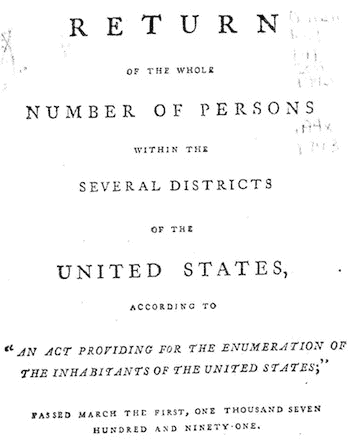 RETURN
OF THE WHOLE
NUMBER OF PERSONS
WITHIN THE
SEVERAL DISTRICTS
OF THE
UNITED STATES,
ACCORDING TO
"AN ACT PROVIDING FOR THE ENUMERATION OF
THE INHABITANTS OF THE UNITED STATES;"
PASSED MARCH THE FIRST, ONE THOUSAND SEVEN
HUNDRED AND NINETY-ONE.